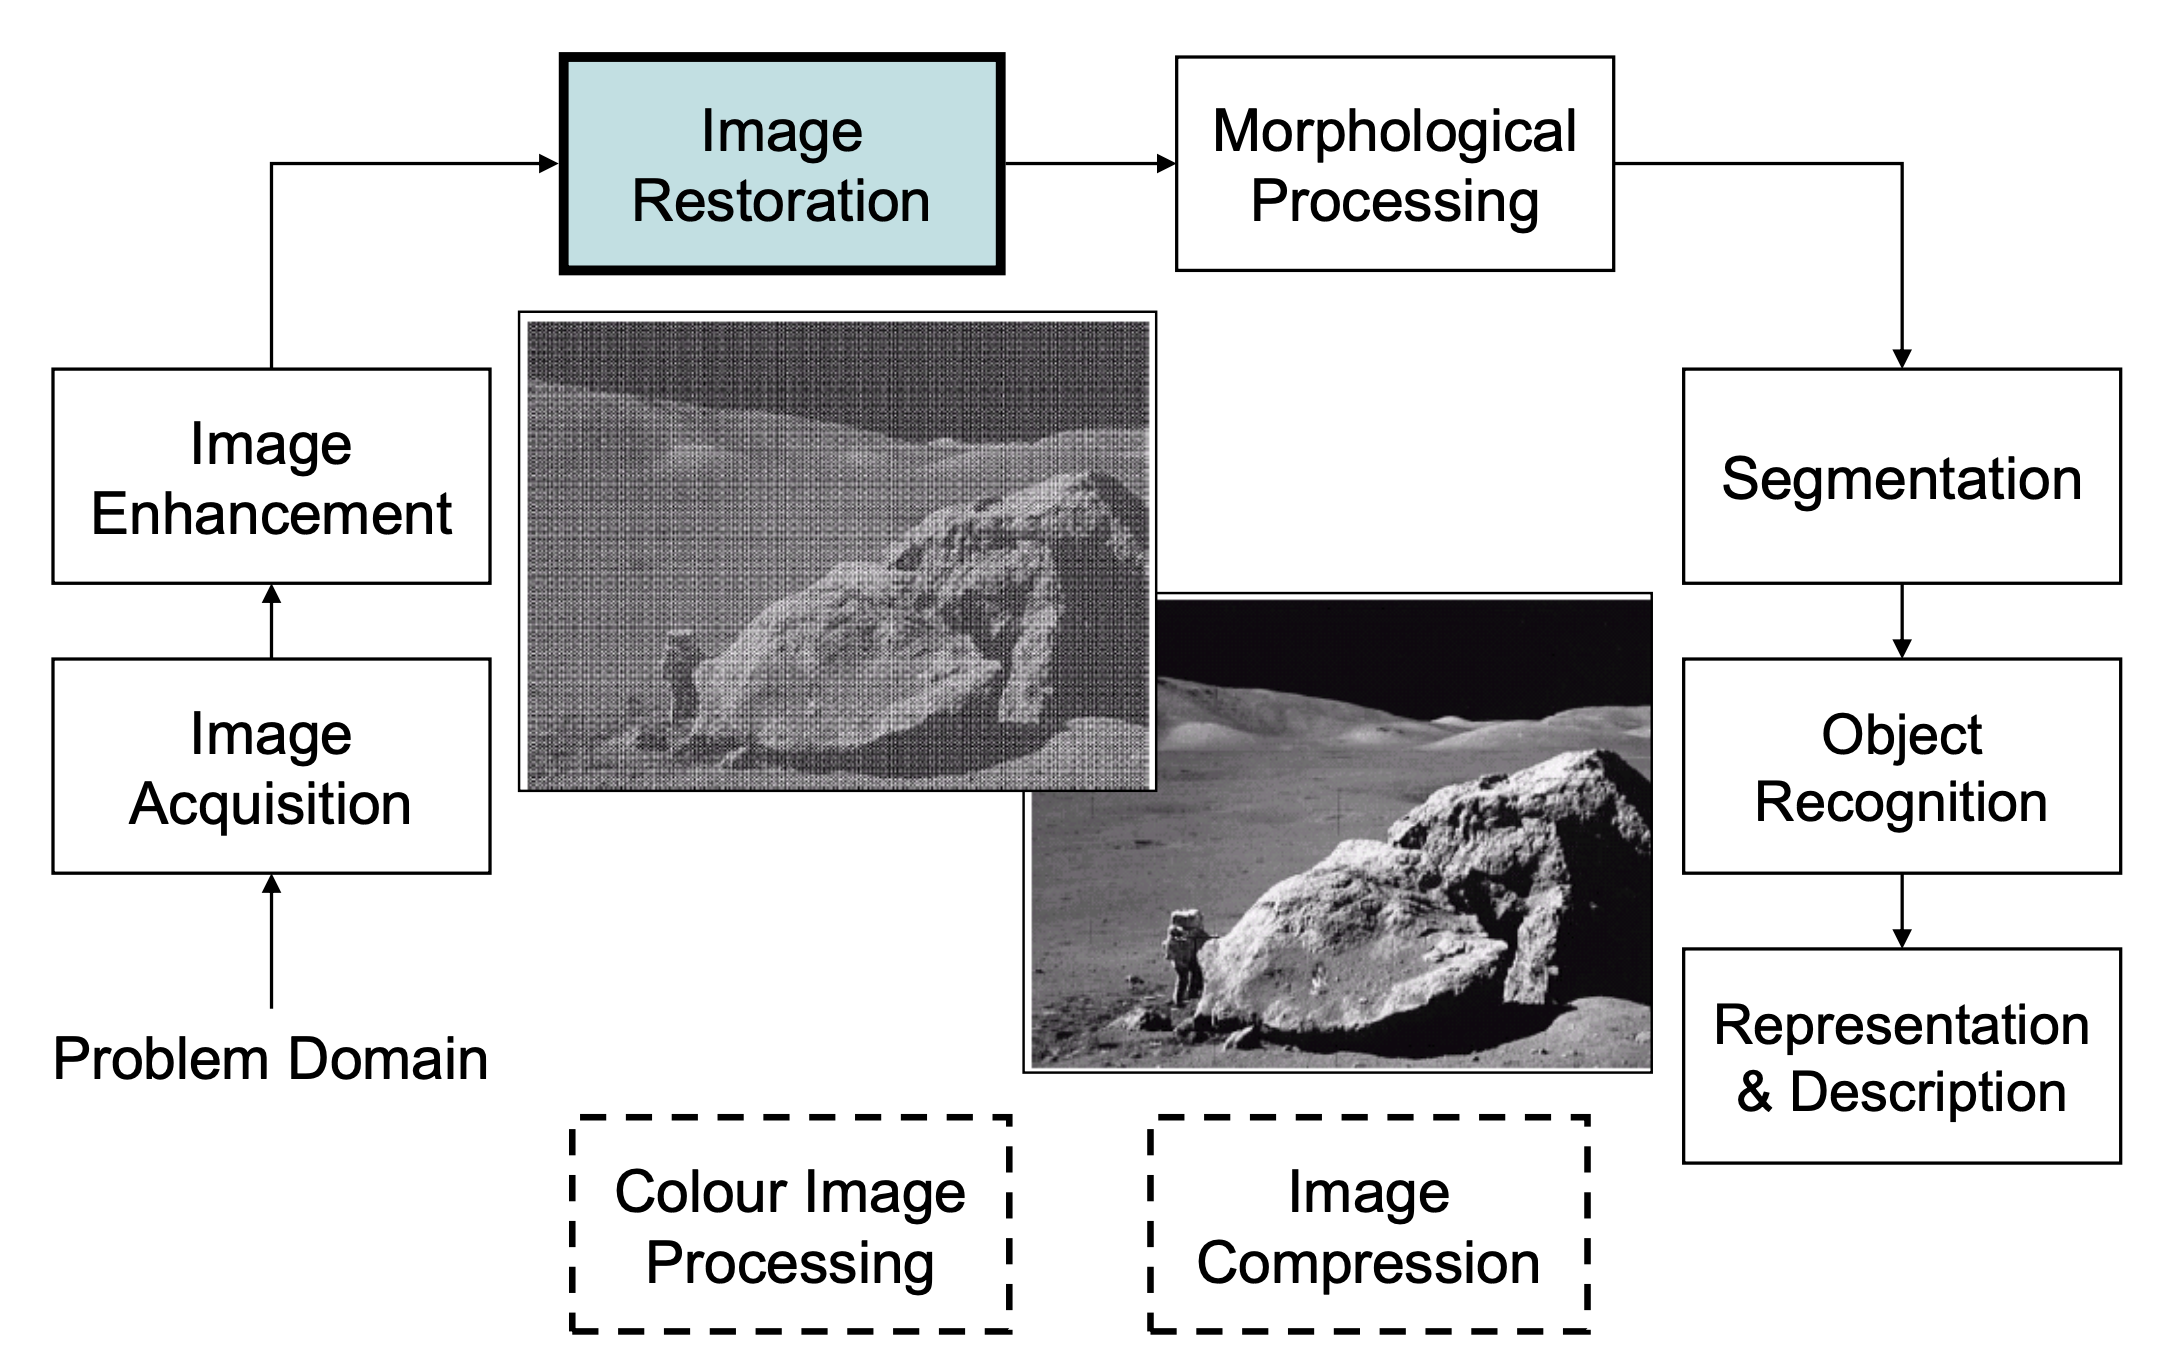 Image
Restoration
Morphological
Processing
Image
Enhancement
Segmentation
Image
Acquisition
Object
Recognition
Problem Domain
Representation
& Description
Colour Image
Processing
Image
Compression